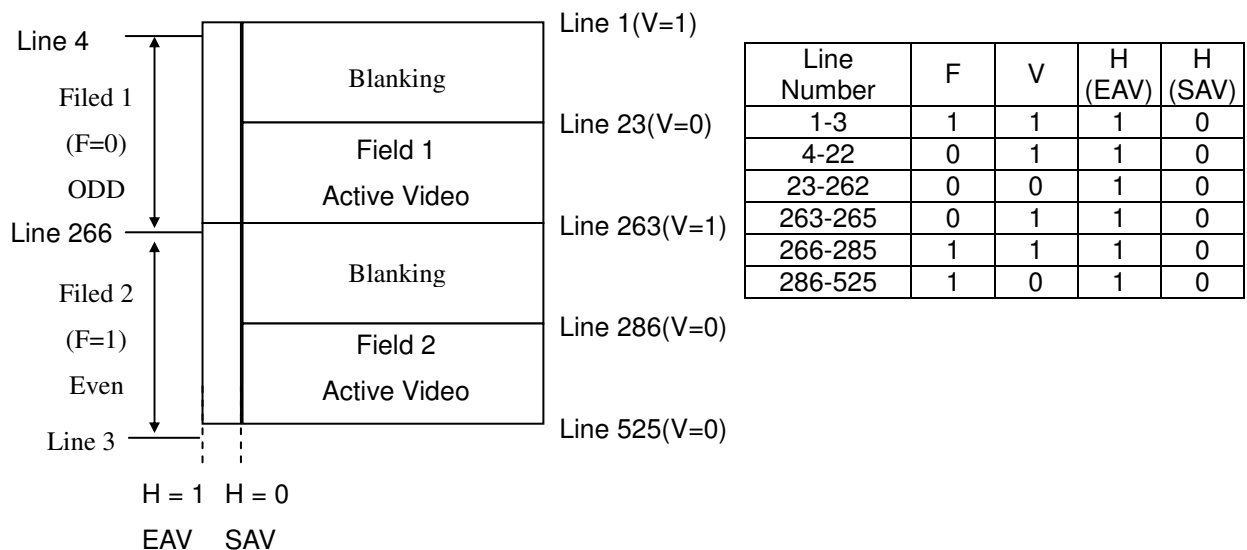 Line 4
Filed 1
(F=0)
ODD
Line 266
Filed 2
(F=1)
Even
Line 3
H = 1 H = 0
EAV SAV
Blanking
Field 1
Active Video
Blanking
Field 2
Active Video
Line 1(V=1)
Line 23(V=0)
Line 263(V=1)
Line 286(V=0)
Line 525(V=0)
Line Number F V H (EAV) H (SAV)
1-3 1 1 1 0
4-22 0 1 1 0
23-262 0 0 1 0
263-265 0 1 1 0
266-285 1 1 1 0
286-525 1 0 1 0